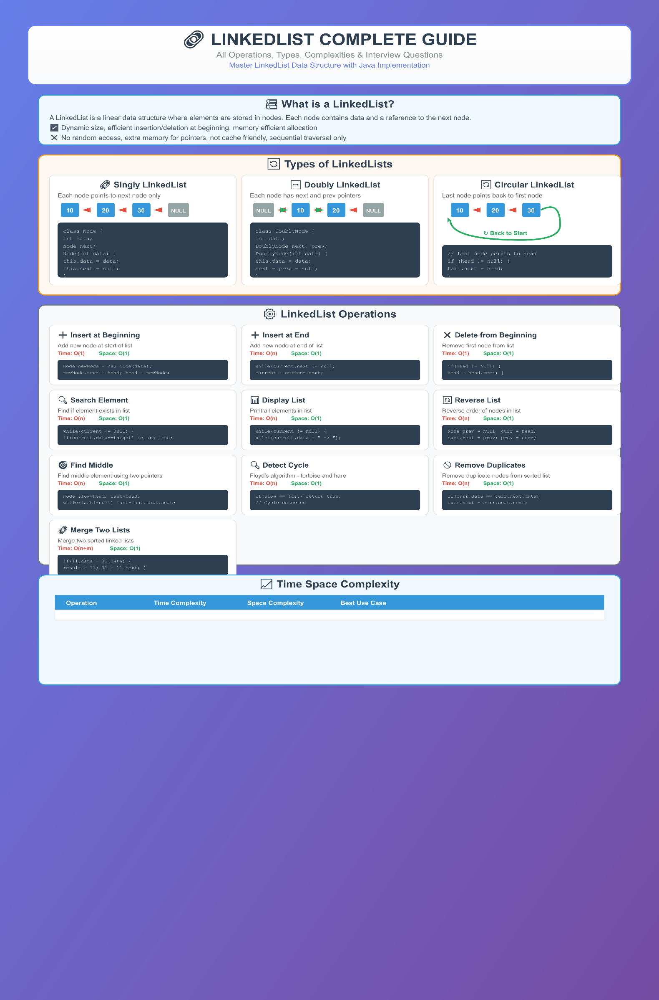 LINKEDLIST COMPLETE GUIDE
All Operations, Types, Complexities & Interview Questions
Master LinkedList Data Structure with Java Implementation
What is a LinkedList?
A LinkedList is a linear data structure where elements are stored in nodes. Each node contains data and a reference to the next node.
Dynamic size, efficient insertion/deletion at beginning, memory efficient allocation
No random access, extra memory for pointers, not cache friendly, sequential traversal only
Types of LinkedLists
Singly LinkedList
Each node points to next node only
10 20 30 NULL
class Node {
int data;
Node next;
Node(int data) {
this.data = data;
this.next = null;
}
Doubly LinkedList
Each node has next and prev pointers
NULL 10 20 NULL
class DoublyNode {
int data;
DoublyNode next, prev;
DoublyNode(int data) {
this.data = data;
next = prev = null;
}
Circular LinkedList
Last node points back to first node
10 20 30
↻ Back to Start
// Last node points to head
if (head != null) {
tail.next = head;
}
LinkedList Operations
Insert at Beginning
Add new node at start of list
Time: O(1) Space: O(1)
Node newNode = new Node(data);
newNode.next = head; head = newNode;
Insert at End
Add new node at end of list
Time: O(n) Space: O(1)
while(current.next != null)
current = current.next;
Delete from Beginning
Remove first node from list
Time: O(1) Space: O(1)
if(head != null) {
head = head.next; }
Search Element
Find if element exists in list
Time: O(n) Space: O(1)
while(current != null) {
if(current.data==target) return true;
Display List
Print all elements in list
Time: O(n) Space: O(1)
while(current != null) {
print(current.data + " -> ");
Reverse List
Reverse order of nodes in list
Time: O(n) Space: O(1)
Node prev = null, curr = head;
curr.next = prev; prev = curr;
Find Middle
Find middle element using two pointers
Time: O(n) Space: O(1)
Node slow=head, fast=head;
while(fast!=null) fast=fast.next.next;
Detect Cycle
Floyd's algorithm - tortoise and hare
Time: O(n) Space: O(1)
if(slow == fast) return true;
// Cycle detected
Remove Duplicates
Remove duplicate nodes from sorted list
Time: O(n) Space: O(1)
if(curr.data == curr.next.data)
curr.next = curr.next.next;
Merge Two Lists
Merge two sorted linked lists
Time: O(n+m) Space: O(1)
if(l1.data = l2.data) {
result = l1; l1 = l1.next; }
Time Space Complexity
Operation Time Complexity Space Complexity Best Use Case